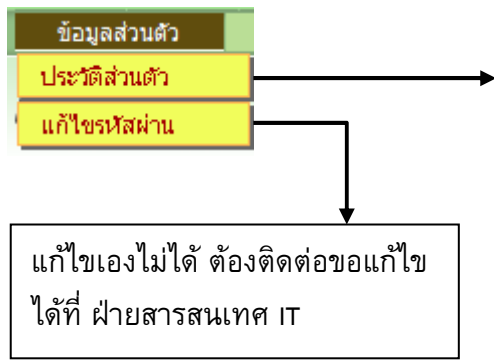 ข้อมูลส่วนตัว
ประวัติส่วนตัว
แก้ไขรหัสผ่าน
แก้ไขเองไม่ได้ ต้องติดต่อขอแก้ไข
ได้ที่ ฝ่ายสารสนเทศ IT